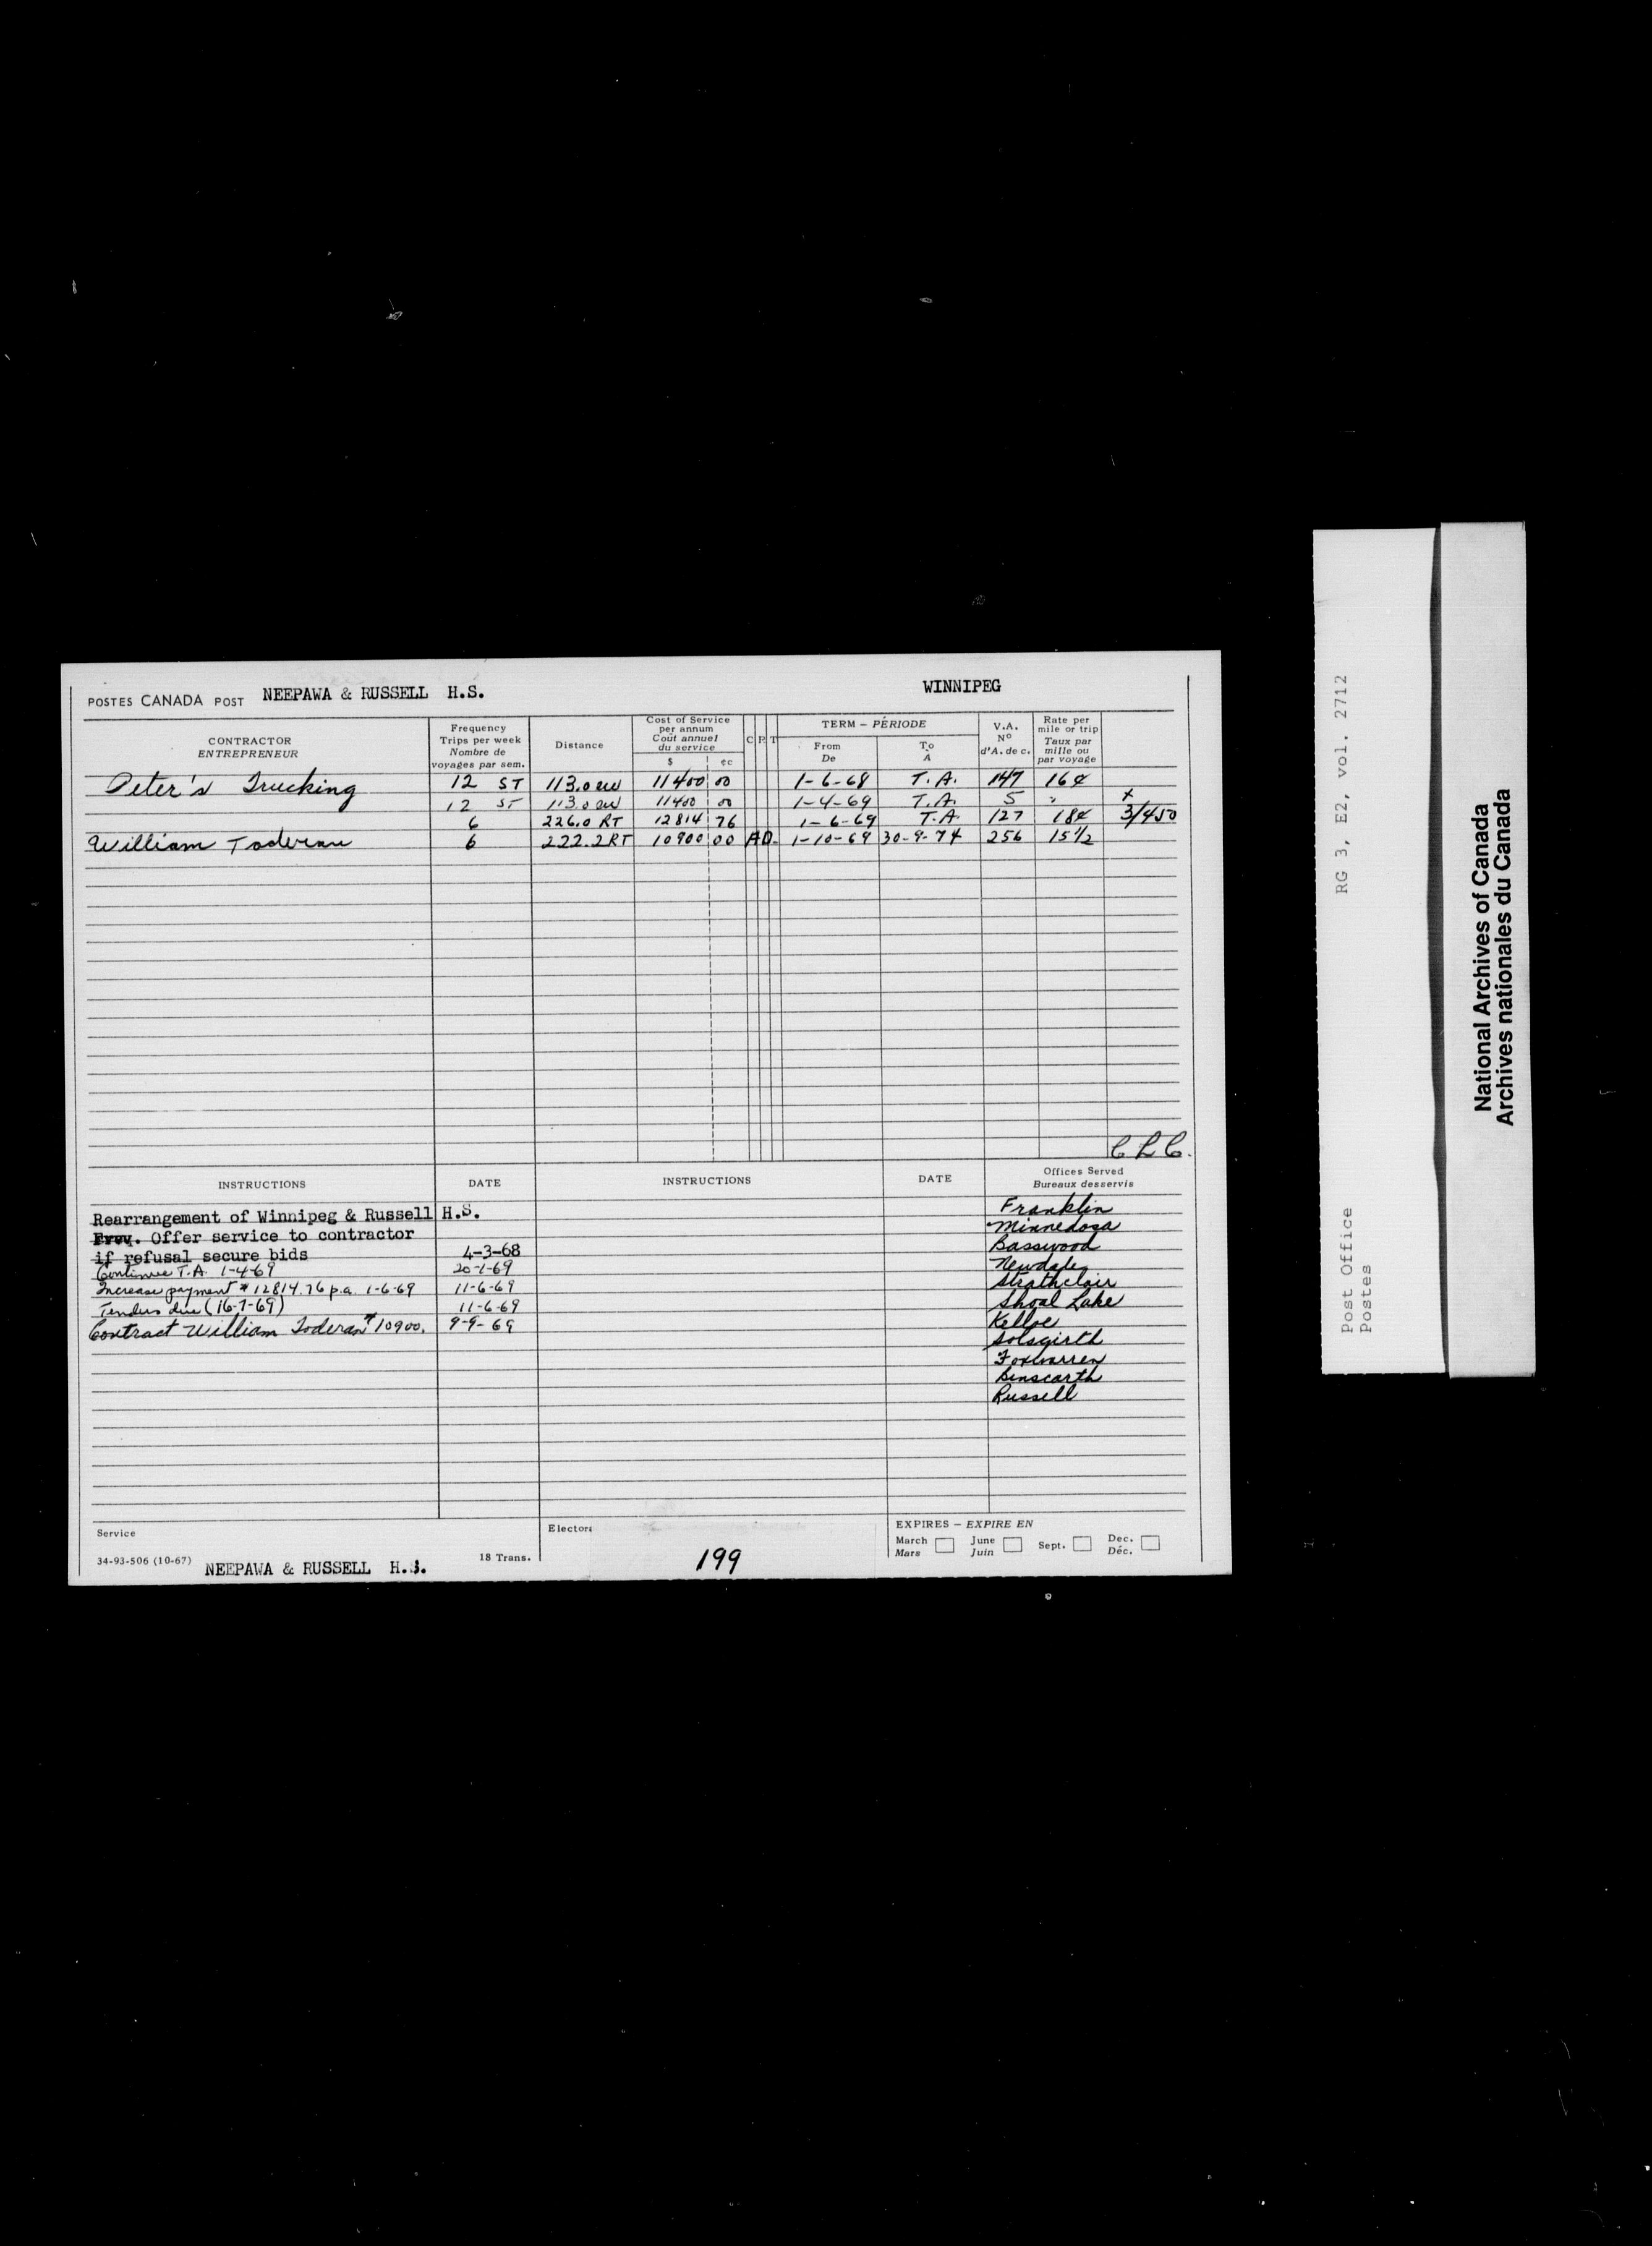 POSTES CANADA POST NEEPAWA & RUSSELL H.S. WINNIPEG
CONTRACTOR
ENTREPRENEUR
Frequency
Trips per week
Nombre de
voyages par sem.
Distance
Cost of Service
per annum
Coût annuel
du service
$ ¢c
C P. T
TERM – PÉRIODE
From
De
To
À
V.A.
Nº
d'A. de c.
Rate per
mile or trip
Taux par
mille ou
par voyage
Peter's Trucking 12 ST 113.0 ew 11400 00 1-6-68 T.A. 147 16¢
12 ST 113.0 ew 11400 00 1-4-69 T.A. 5 " x
6 226.0 RT 12814 76 1-6-69 T.A. 127 18¢ 3/450
William Toderan 6 222.2 RT 10900 00 A D. 1-10-69 30-9-74 256 15½
C L C.
INSTRUCTIONS DATE INSTRUCTIONS DATE
Offices Served
Bureaux desservis
Rearrangement of Winnipeg & Russell H.S.
Offer service to contractor
if refusal secure bids 4-3-68
Continue T.A. 1-4-69 20-1-69
Increase payment $12814.76 p.a. 1-6-69 11-6-69
Tenders due (16-7-69) 11-6-69
Contract William Toderan $10900. 9-9-69
Franklin
Minnedosa
Basswood
Newdale
Strathclair
Shoal Lake
Kelloe
Solsgirth
Foxwarren
Binscarth
Russell
Service
34-93-506 (10-67) NEEPAWA & RUSSELL H.S. 18 Trans.
Elector
199
EXPIRES – EXPIRE EN
March
Mars
June
Juin
Sept.
Dec.
Déc.
RG 3, E2, vol. 2712
Post Office
Postes
National Archives of Canada
Archives nationales du Canada